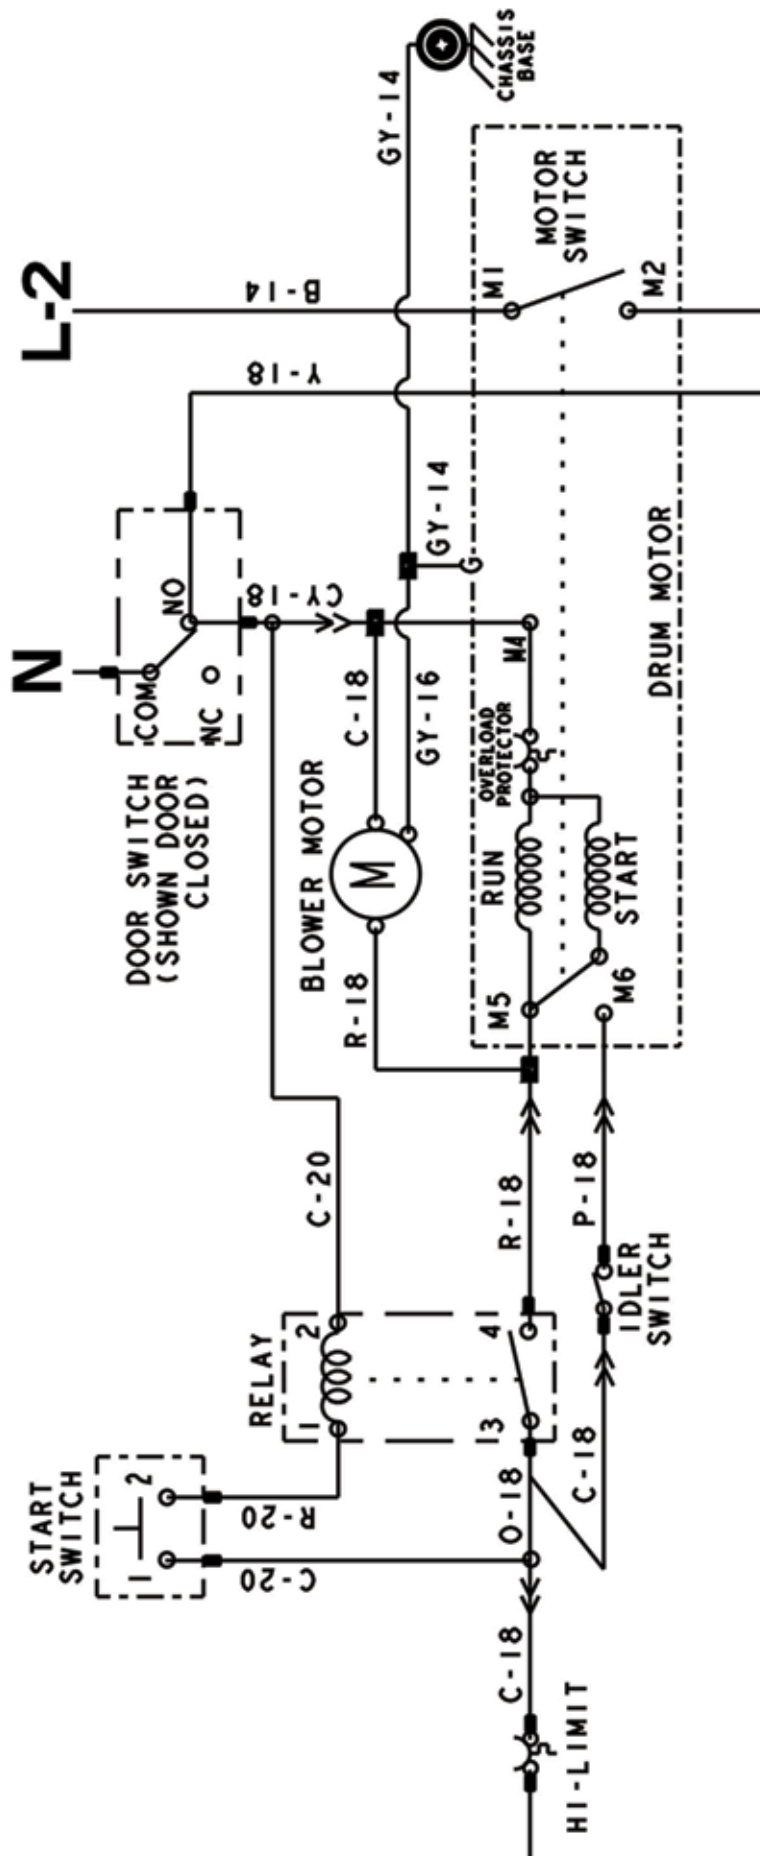 N
L-2
START
SWITCH
1
2
DOOR SWITCH
(SHOWN DOOR
CLOSED)
COM
NO
NC
C-20
R-20
CY-18
Y-18
B-14
RELAY
1
2
C-20
BLOWER MOTOR
M
R-18
C-18
GY-14
GY-16
GY-14
G
CHASSIS
BASE
HI-LIMIT
C-18
O-18
3
4
R-18
M5
RUN
OVERLOAD
PROTECTOR
M4
M1
MOTOR
SWITCH
C-18
IDLER
SWITCH
P-18
M6
START
DRUM MOTOR
M2